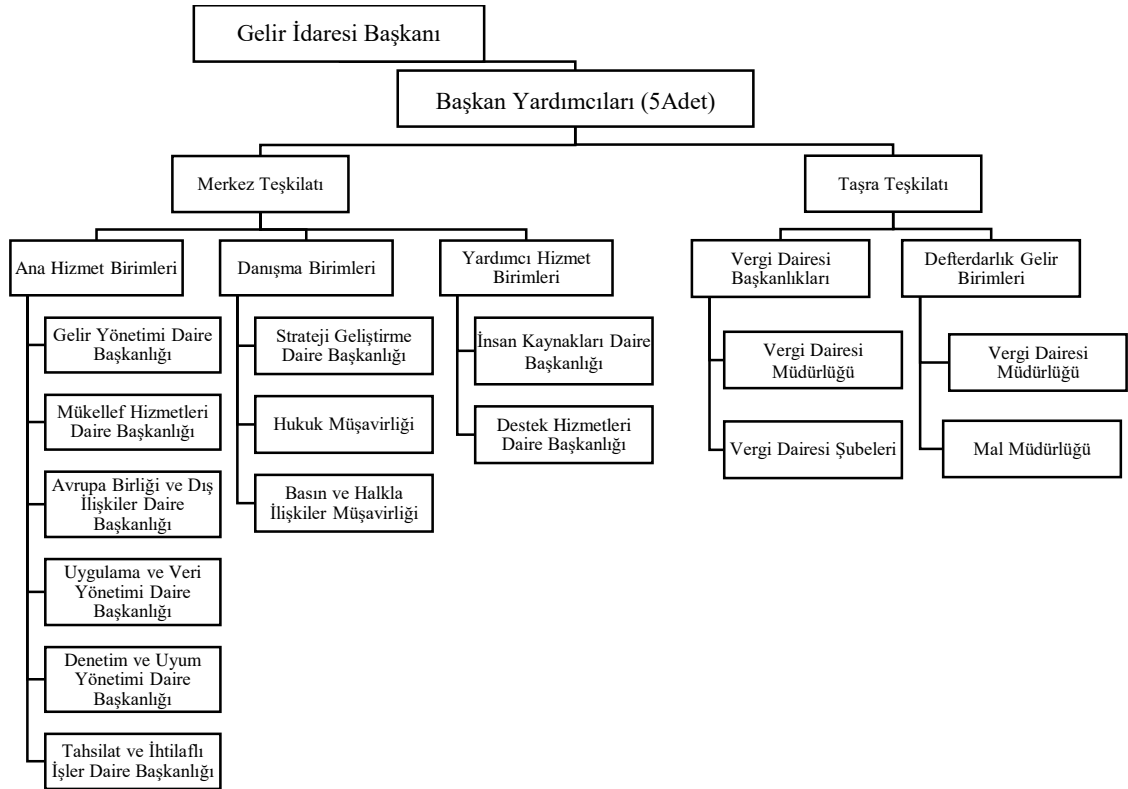 Gelir İdaresi Başkanı
Başkan Yardımcıları (5Adet)
Merkez Teşkilatı
Taşra Teşkilatı
Ana Hizmet Birimleri
Danışma Birimleri
Yardımcı Hizmet
Birimleri
Vergi Dairesi
Başkanlıkları
Defterdarlık Gelir
Birimleri
Gelir Yönetimi Daire
Başkanlığı
Mükellef Hizmetleri
Daire Başkanlığı
Avrupa Birliği ve Dış
İlişkiler Daire
Başkanlığı
Uygulama ve Veri
Yönetimi Daire
Başkanlığı
Denetim ve Uyum
Yönetimi Daire
Başkanlığı
Tahsilat ve İhtilaflı
İşler Daire Başkanlığı
Strateji Geliştirme
Daire Başkanlığı
Hukuk Müşavirliği
Basın ve Halkla
İlişkiler Müşavirliği
İnsan Kaynakları Daire
Başkanlığı
Destek Hizmetleri
Daire Başkanlığı
Vergi Dairesi
Müdürlüğü
Vergi Dairesi Şubeleri
Vergi Dairesi
Müdürlüğü
Mal Müdürlüğü